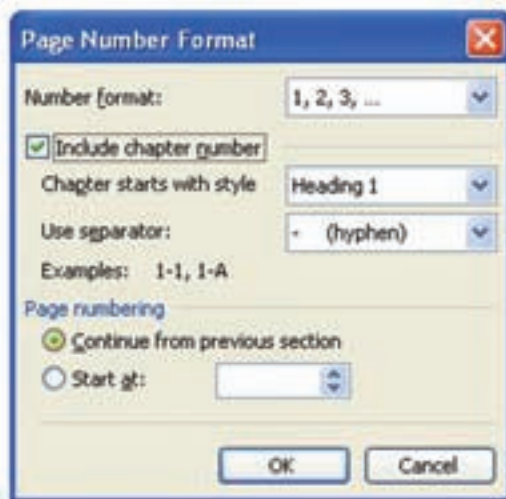 Page Number Format
Number format: 1, 2, 3, ...
Include chapter number
Chapter starts with style Heading 1
Use separator: - (hyphen)
Examples: 1-1, 1-A
Page numbering
Continue from previous section
Start at:
OK Cancel